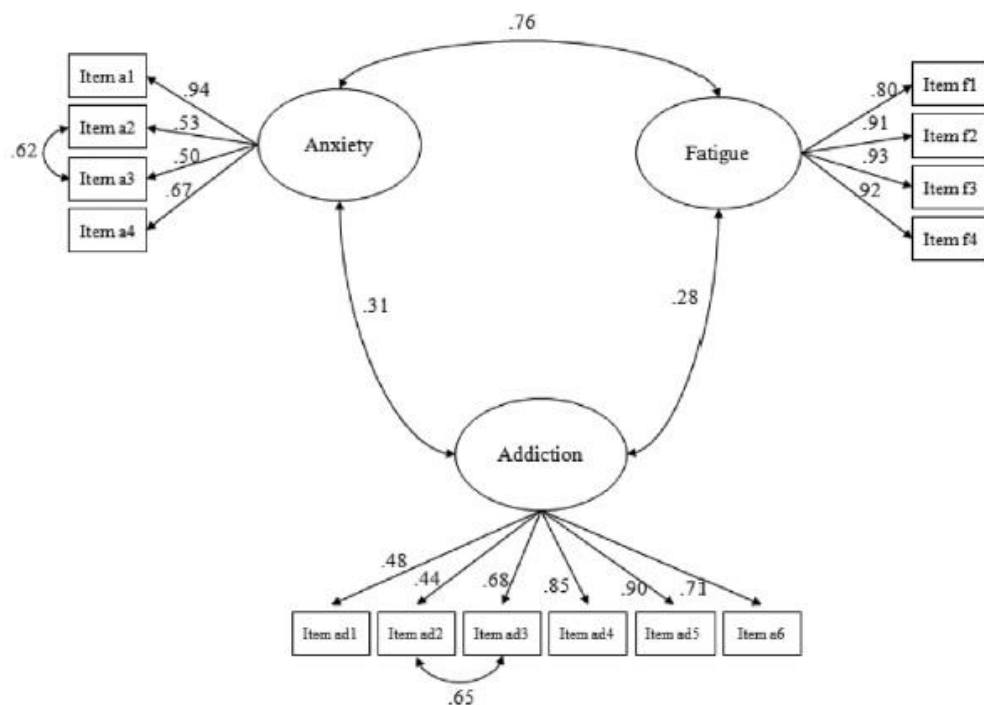 .76
Item a1
.94
Item a2
.53
.62
Anxiety
.50
Item a3
.67
Item a4
Item f1
.80
.91
Item f2
Fatigue
.93
Item f3
.92
Item f4
.31
.28
Addiction
.48
.44
.68
.85
.90
.71
Item ad1
Item ad2
Item ad3
Item ad4
Item ad5
Item a6
.65